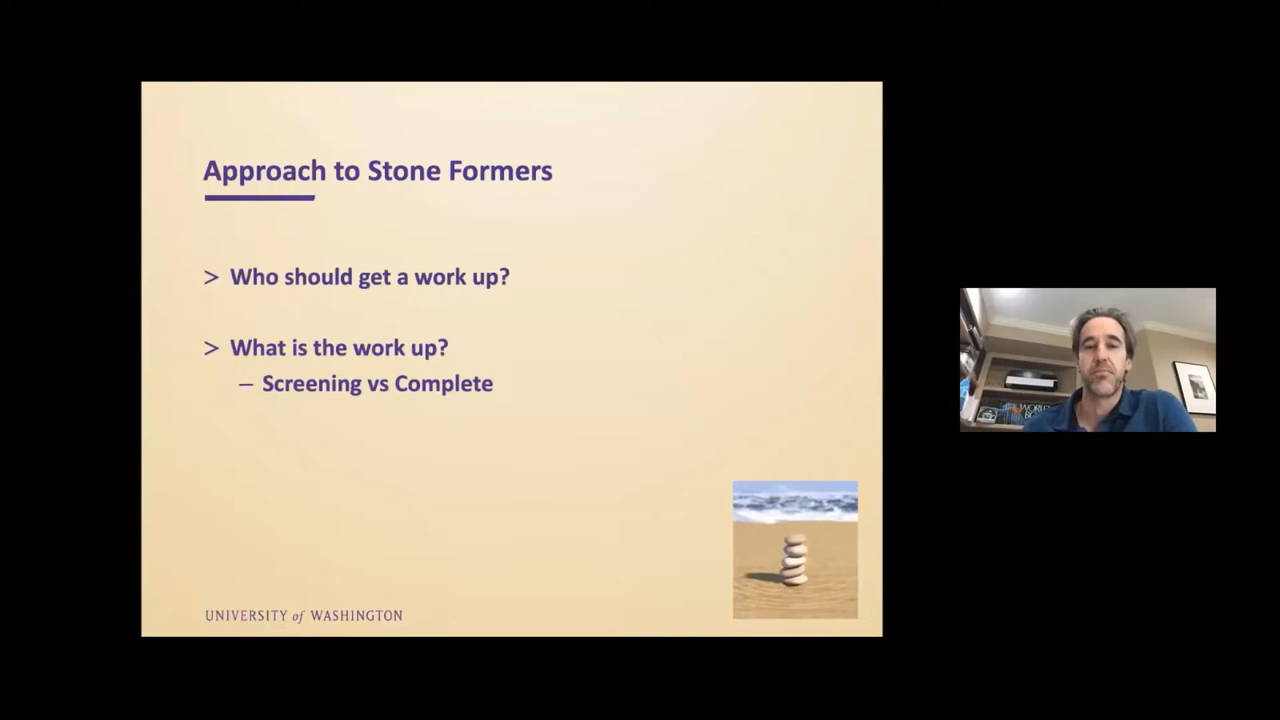 Approach to Stone Formers
> Who should get a work up?
> What is the work up?
– Screening vs Complete
UNIVERSITY of WASHINGTON
WORLD